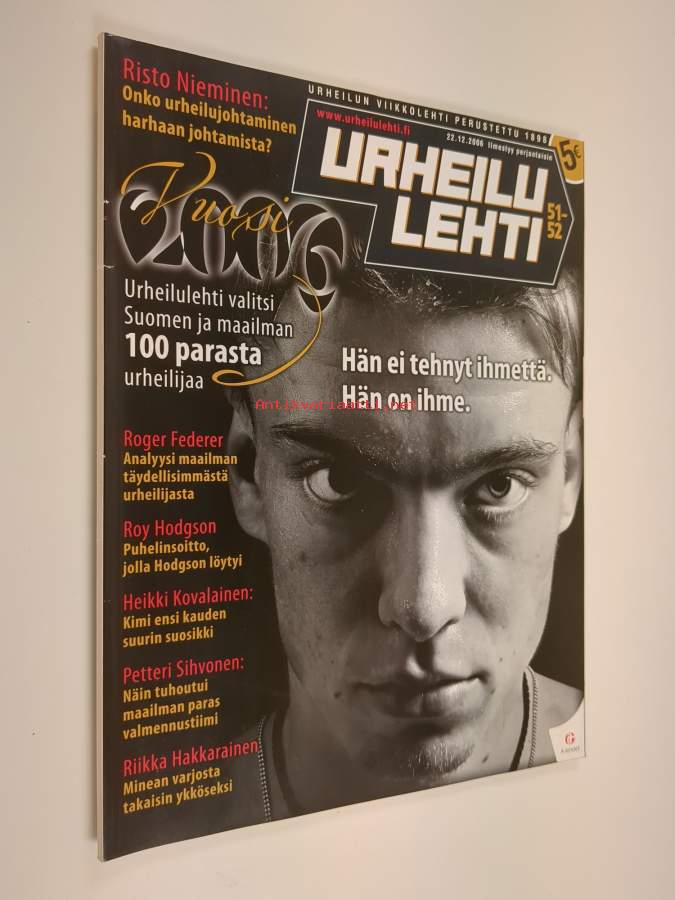 Risto Nieminen:
Onko urheilujohtaminen
harhaan johtamista?
URHEILUN VIIKKOLEHTI PERUSTETTU 1898
www.urheilulehti.fi
22.12.2006 Ilmestyy perjantaisin
5€
URHEILU
LEHTI
51-
52
Vuosi
2006
Urheilulehti valitsi
Suomen ja maailman
100 parasta
urheilijaa
Hän ei tehnyt ihmettä.
Hän on ihme.
Antikvariaatti.net
Roger Federer
Analyysi maailman
täydellisimmästä
urheilijasta
Roy Hodgson
Puhelinsoitto,
jolla Hodgson löytyi
Heikki Kovalainen:
Kimi ensi kauden
suurin suosikki
Petteri Sihvonen:
Näin tuhoutui
maailman paras
valmennustiimi
Riikka Hakkarainen:
Minean varjosta
takaisin ykköseksi